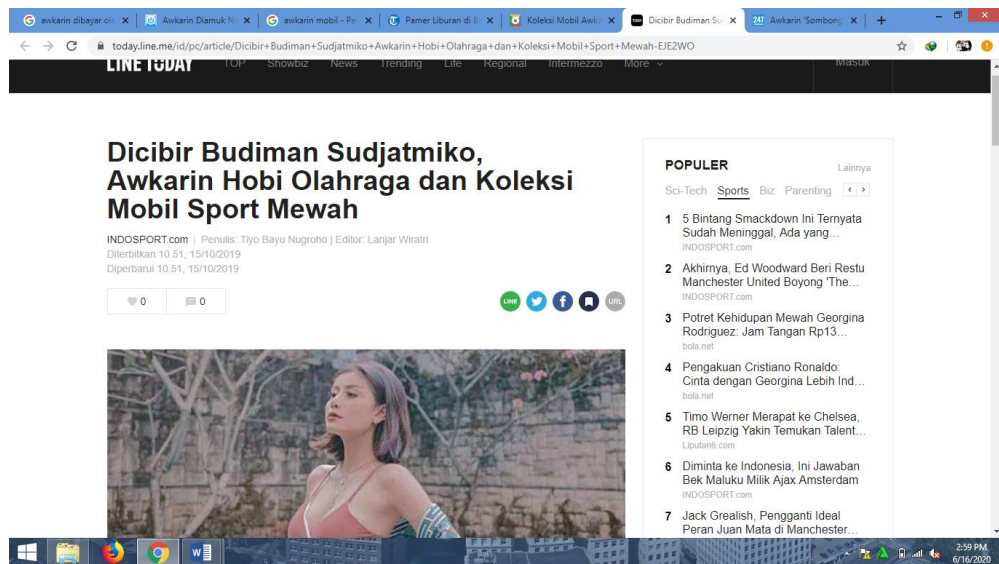 awkarin dibayar ole
Awkarin Diamuk N
awkarin mobil - Pe
Pamer Liburan di B
Koleksi Mobil Awk
Dicibir Budiman Su
247 Awkarin 'Sombong
today.line.me/id/pc/article/Dicibir+Budiman+Sudjatmiko+Awkarin+Hobi+Olahraga+dan+Koleksi+Mobil+Sport+Mewah-EJE2WO
LINE TODAY TOP Showbiz News Trending Life Regional Intermezzo More Masuk
Dicibir Budiman Sudjatmiko,
Awkarin Hobi Olahraga dan Koleksi
Mobil Sport Mewah
INDOSPORT.com | Penulis: Tiyo Bayu Nugroho | Editor: Lanjar Wiratri
Diterbitkan 10.51, 15/10/2019
Diperbarui 10.51, 15/10/2019
0 0
LINE URL
POPULER Lainnya
Sci-Tech Sports Biz Parenting
1 5 Bintang Smackdown Ini Ternyata
Sudah Meninggal, Ada yang...
INDOSPORT.com
2 Akhirnya, Ed Woodward Beri Restu
Manchester United Boyong 'The...
INDOSPORT.com
3 Potret Kehidupan Mewah Georgina
Rodriguez: Jam Tangan Rp13...
bola.net
4 Pengakuan Cristiano Ronaldo:
Cinta dengan Georgina Lebih Ind...
bola.net
5 Timo Werner Merapat ke Chelsea,
RB Leipzig Yakin Temukan Talent...
Liputan6.com
6 Diminta ke Indonesia, Ini Jawaban
Bek Maluku Milik Ajax Amsterdam
INDOSPORT.com
7 Jack Grealish, Pengganti Ideal
Peran Juan Mata di Manchester...
2:59 PM
6/16/2020